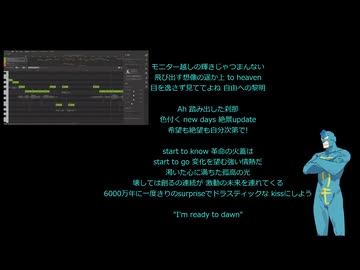 モニター越しの輝きじゃつまんない
飛び出す想像の遥か上 to heaven
目を逸さず見ててよね 自由への黎明
Ah 踏み出した刹那
色付く new days 絶景update
希望も絶望も自分次第で!
start to know 革命の火蓋は
start to go 変化を望む強い情熱だ
渇いた心に満ちた孤高の光
壊しては創るの連続が 激動の未来を連れてくる
6000万年に一度きりのsurpriseでドラスティックな kissにしよう
"I'm ready to dawn"